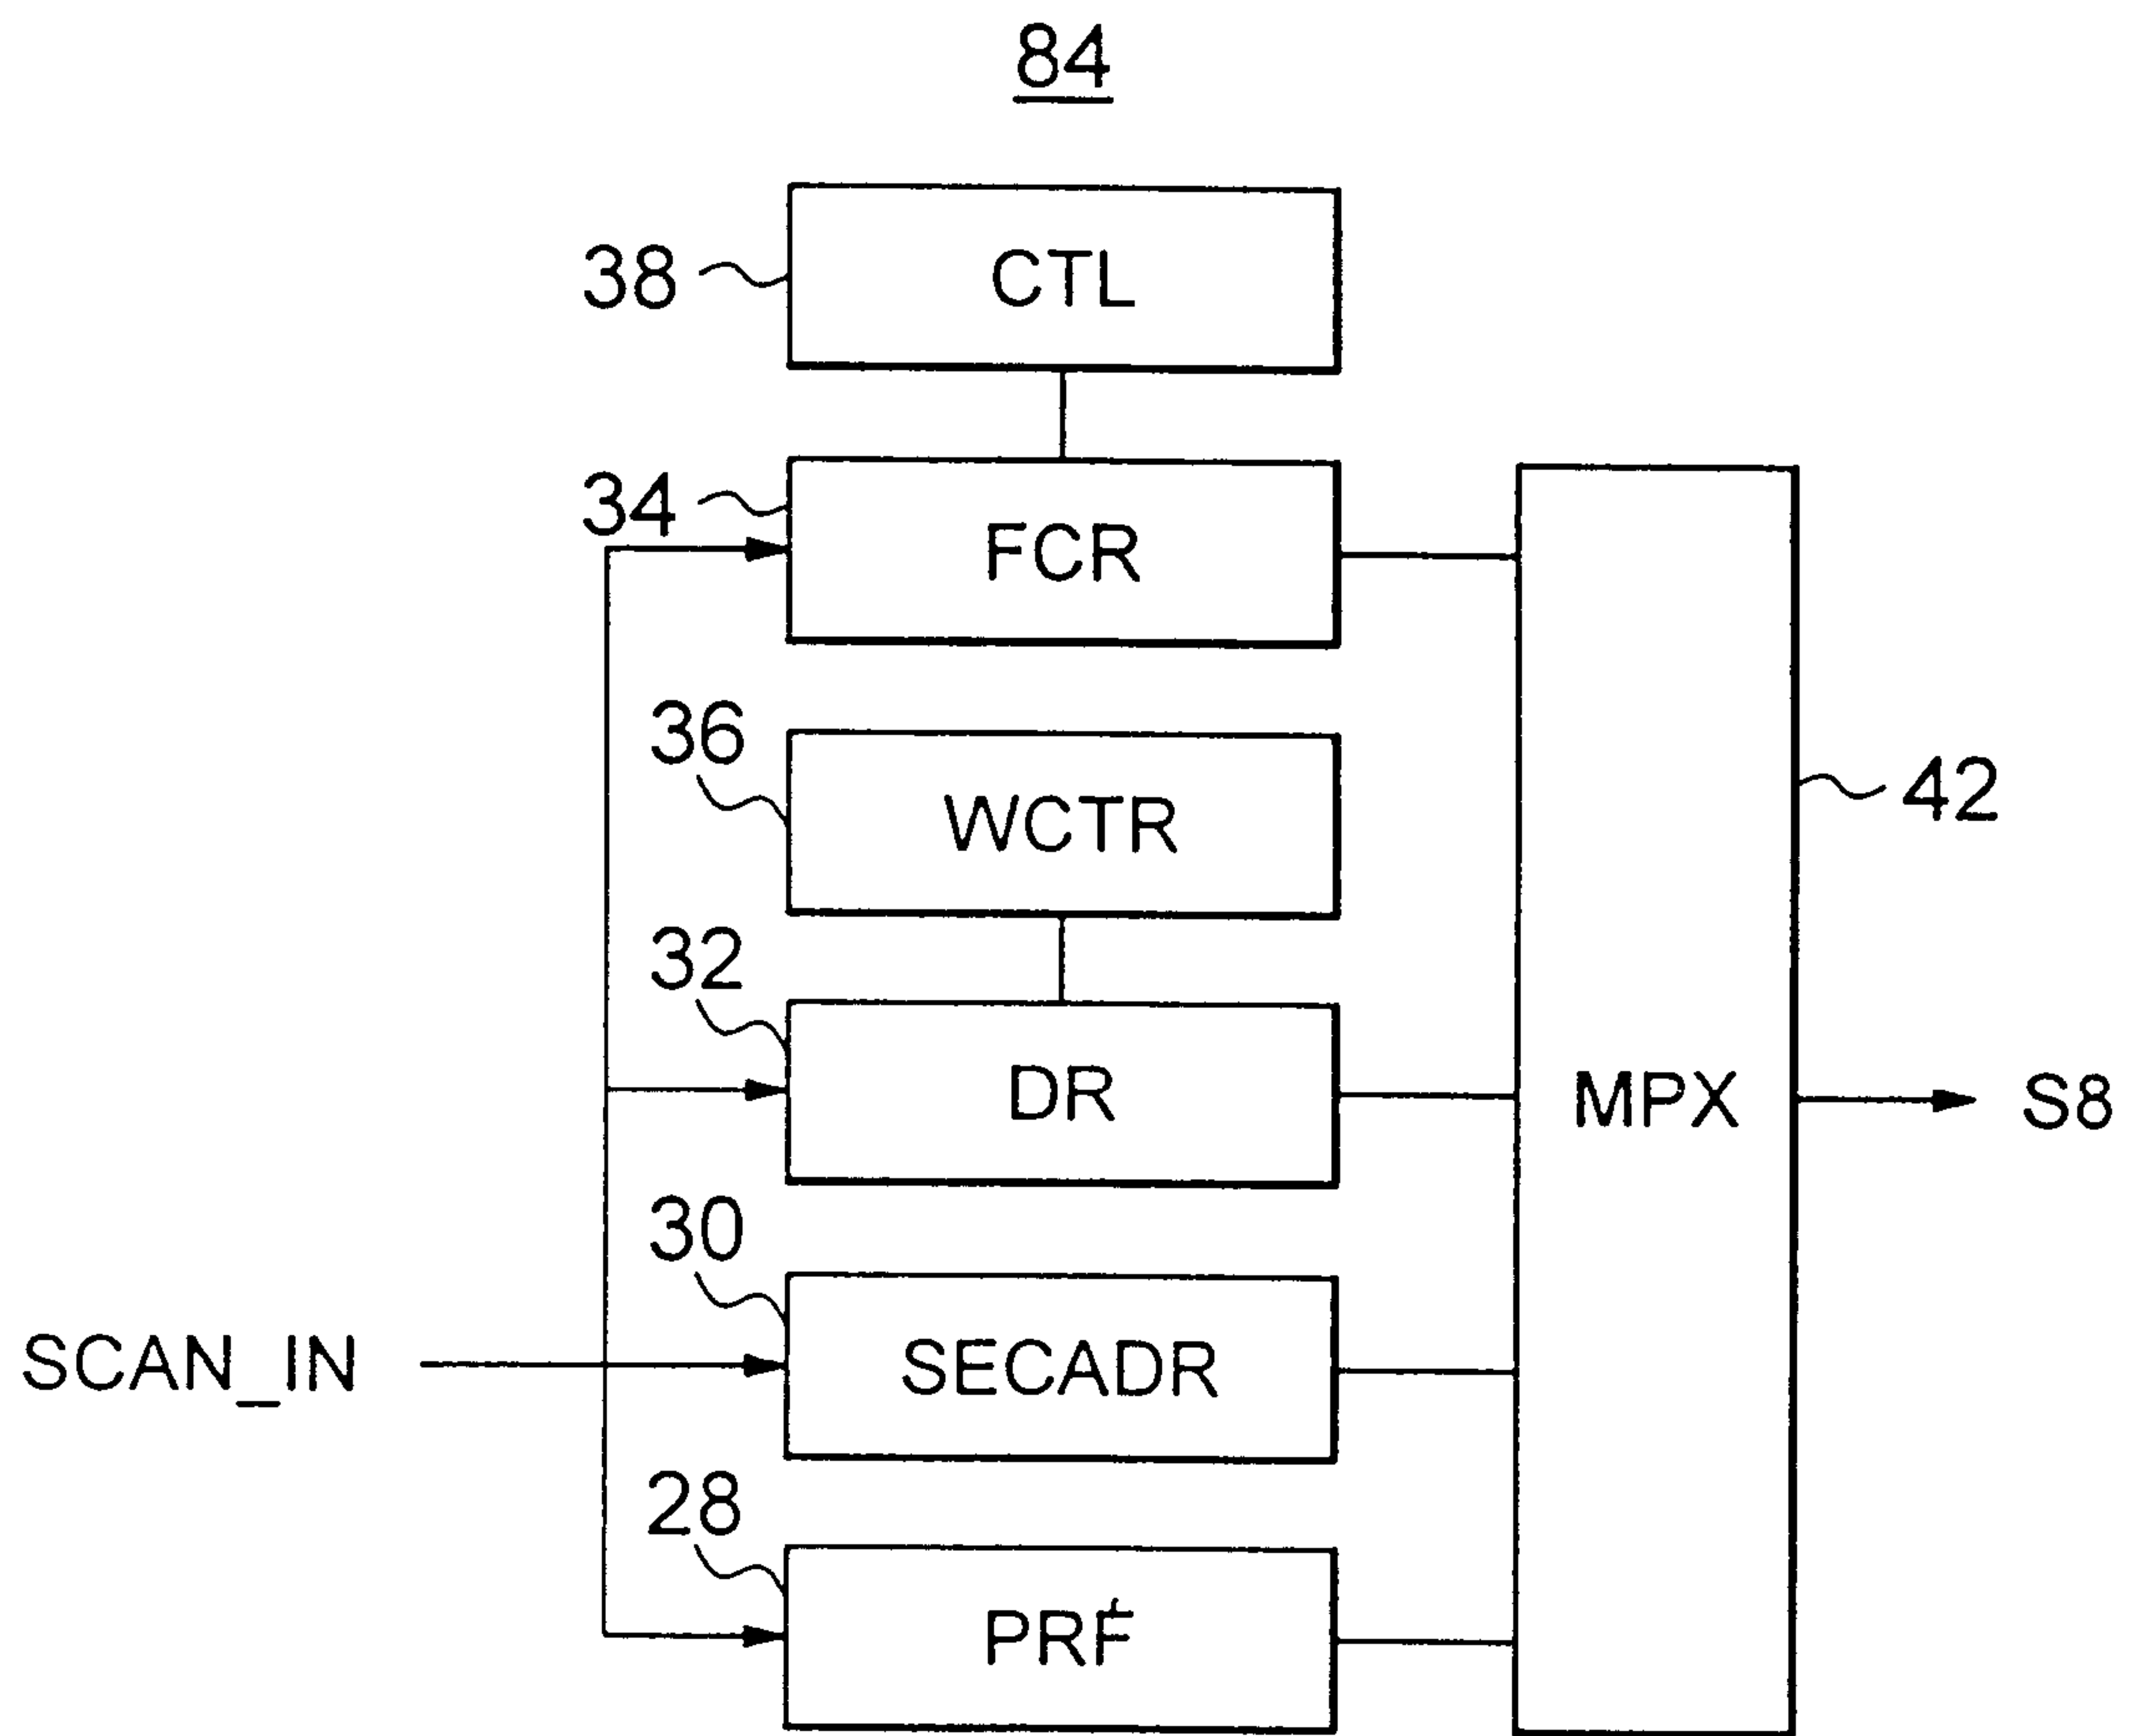 84
38
CTL
34
FCR
36
WCTR
42
32
DR
MPX
S8
30
SCAN_IN
SECADR
28
PRF